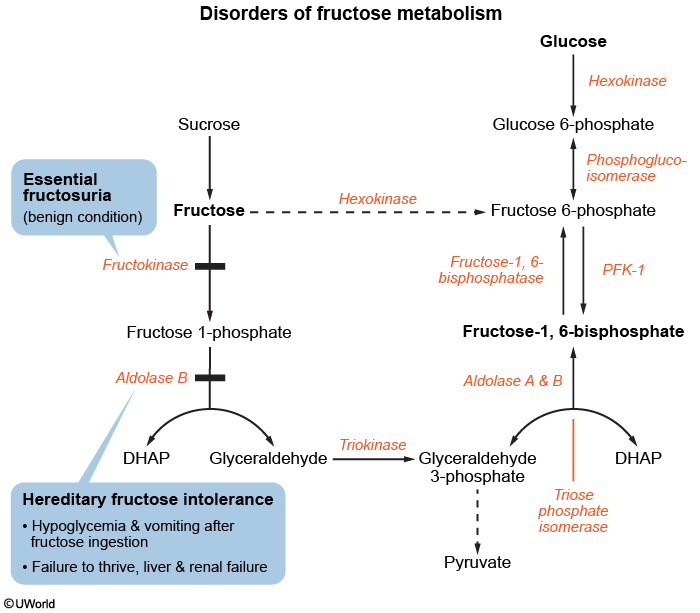 Disorders of fructose metabolism
Glucose
Hexokinase
Sucrose
Glucose 6-phosphate
Essential
fructosuria
(benign condition)
Phosphogluco-
isomerase
Hexokinase
Fructose
Fructose 6-phosphate
Fructokinase
Fructose-1, 6-
bisphosphatase
PFK-1
Fructose 1-phosphate
Fructose-1, 6-bisphosphate
Aldolase B
Aldolase A & B
DHAP
Glyceraldehyde
Triokinase
Glyceraldehyde
3-phosphate
DHAP
Triose
phosphate
isomerase
Hereditary fructose intolerance
• Hypoglycemia & vomiting after
fructose ingestion
• Failure to thrive, liver & renal failure
Pyruvate
©UWorld